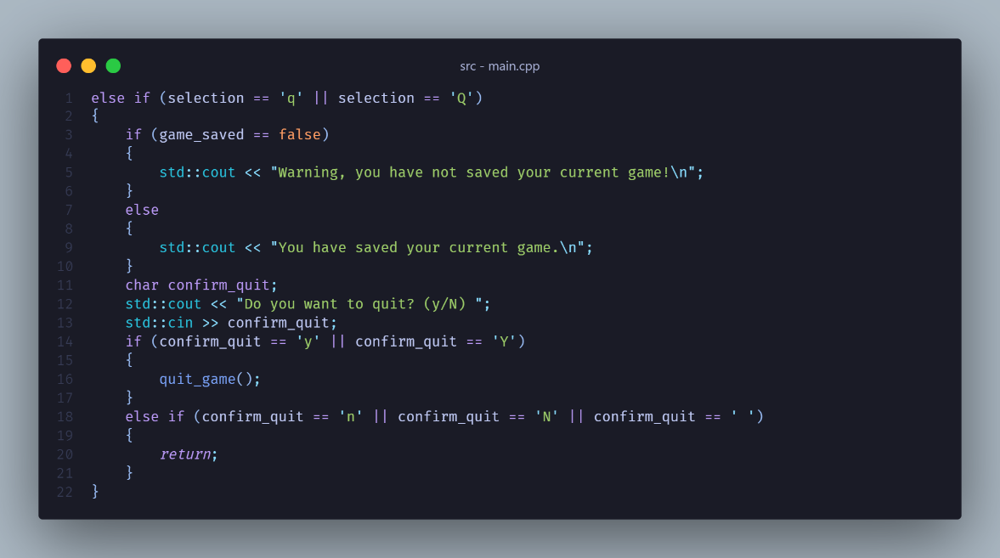 src - main.cpp
1 else if (selection == 'q' || selection == 'Q')
2 {
3     if (game_saved == false)
4     {
5         std::cout << "Warning, you have not saved your current game!\n";
6     }
7     else
8     {
9         std::cout << "You have saved your current game.\n";
10     }
11     char confirm_quit;
12     std::cout << "Do you want to quit? (y/N) ";
13     std::cin >> confirm_quit;
14     if (confirm_quit == 'y' || confirm_quit == 'Y')
15     {
16         quit_game();
17     }
18     else if (confirm_quit == 'n' || confirm_quit == 'N' || confirm_quit == ' ')
19     {
20         return;
21     }
22 }